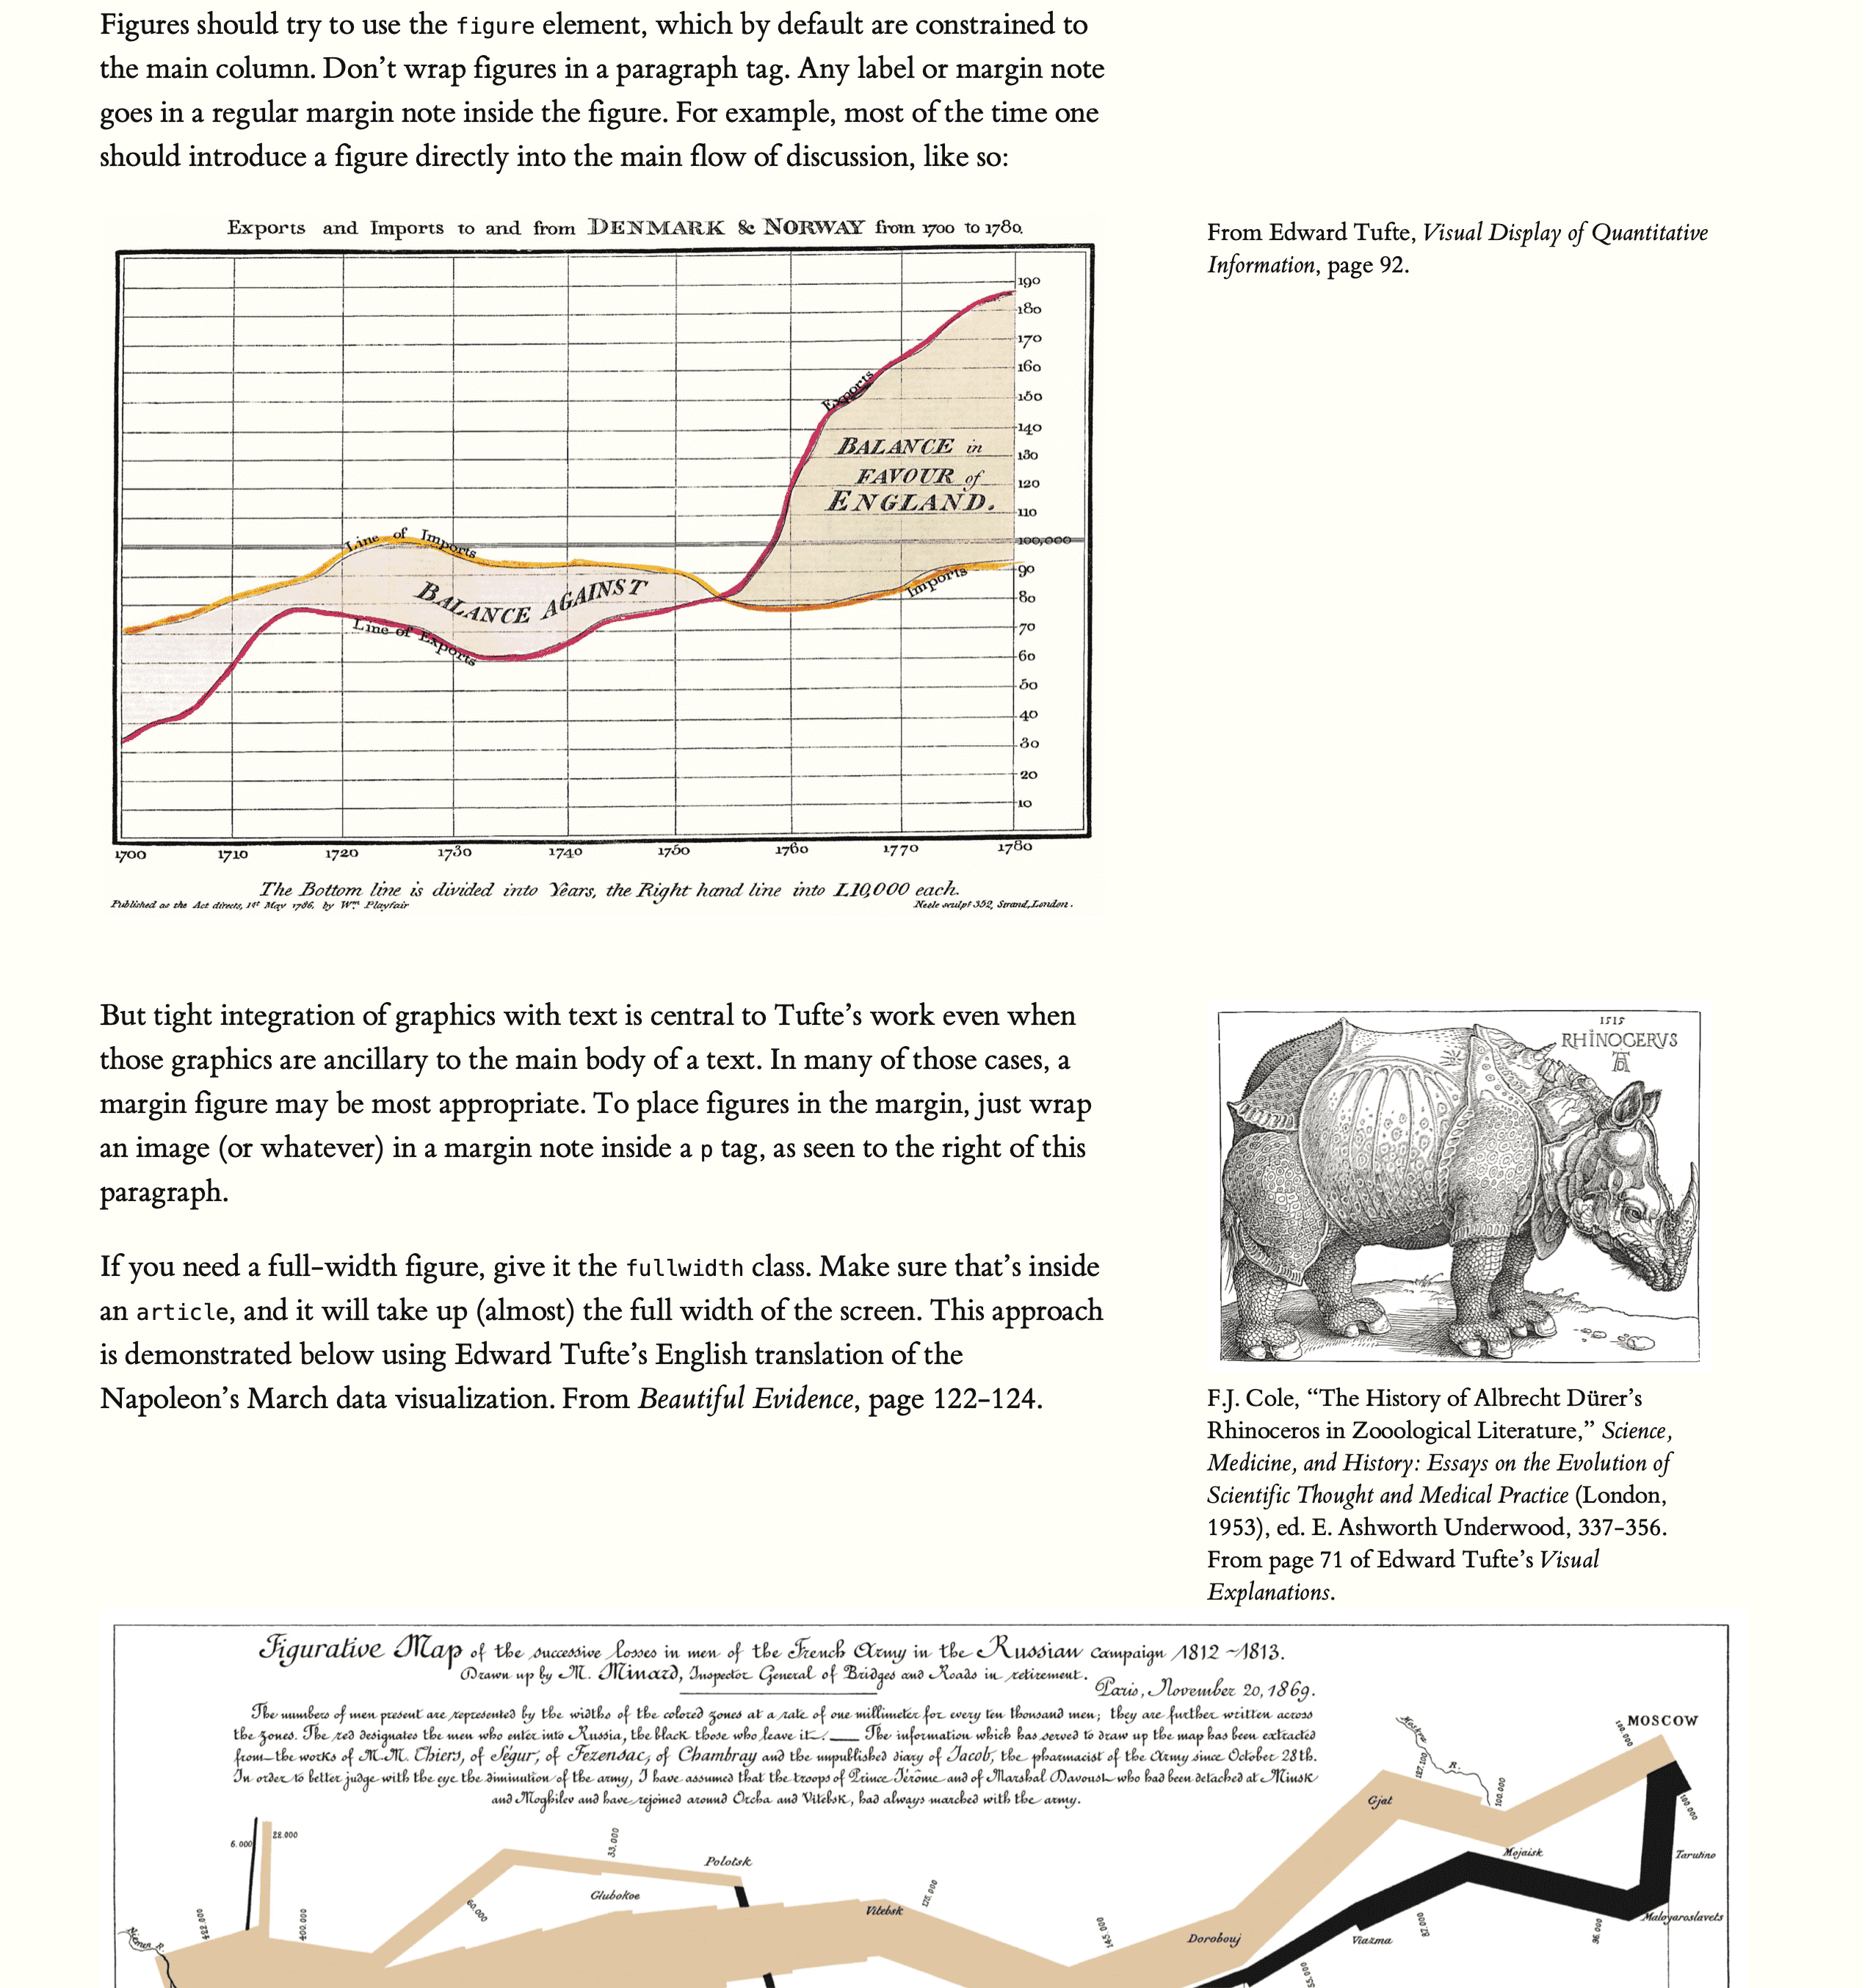 Figures should try to use the figure element, which by default are constrained to
the main column. Don’t wrap figures in a paragraph tag. Any label or margin note
goes in a regular margin note inside the figure. For example, most of the time one
should introduce a figure directly into the main flow of discussion, like so:
Exports and Imports to and from DENMARK & NORWAY from 1700 to 1780.
190
180
170
160
150
140
130
120
110
100,000
90
80
70
60
50
40
30
20
10
Exports
BALANCE in
FAVOUR of
ENGLAND.
Line of Imports
BALANCE AGAINST
Imports
Line of Exports
1700 1710 1720 1730 1740 1750 1760 1770 1780
The Bottom line is divided into Years, the Right hand line into L10,000 each.
Published as the Act directs, 1st May 1786, by Wm Playfair
Neele sculpt 352, Strand, London.
From Edward Tufte, Visual Display of Quantitative
Information, page 92.
But tight integration of graphics with text is central to Tufte’s work even when
those graphics are ancillary to the main body of a text. In many of those cases, a
margin figure may be most appropriate. To place figures in the margin, just wrap
an image (or whatever) in a margin note inside a p tag, as seen to the right of this
paragraph.
1515
RHINOCERVS
AD
F.J. Cole, “The History of Albrecht Dürer’s
Rhinoceros in Zooological Literature,” Science,
Medicine, and History: Essays on the Evolution of
Scientific Thought and Medical Practice (London,
1953), ed. E. Ashworth Underwood, 337–356.
From page 71 of Edward Tufte’s Visual
Explanations.
If you need a full-width figure, give it the fullwidth class. Make sure that’s inside
an article, and it will take up (almost) the full width of the screen. This approach
is demonstrated below using Edward Tufte’s English translation of the
Napoleon’s March data visualization. From Beautiful Evidence, page 122–124.
Figurative Map of the successive losses in men of the French Army in the Russian campaign 1812 ~1813.
Drawn up by M. Minard, Inspector General of Bridges and Roads in retirement.
Paris, November 20, 1869.
The numbers of men present are represented by the widths of the colored zones at a rate of one millimeter for every ten thousand men; they are further written across
the zones. The red designates the men who enter into Russia, the black those who leave it. — The information which has served to draw up the map has been extracted
from the works of M.M. Thiers, of Ségur, of Fezensac, of Chambray and the unpublished diary of Jacob, the pharmacist of the Army since October 28th.
In order to better judge with the eye the diminution of the army, I have assumed that the troops of Prince Jérôme and of Marshal Davoust who had been detached at Minsk
and Moghilev and have rejoined around Orcha and Vitebsk, had always marched with the army.
MOSCOW
100.000
Moskva R.
127.100
100.000
100.000
Gjat
Mojaisk
Tarutino
Maloyaroslavets
6.000
28.000
33.000
Polotsk
Glubokoe
60.000
175.000
Vitebsk
422.000
400.000
Niemen R.
145.000
Dorobouj
Viazma
87.000
96.000
55.000